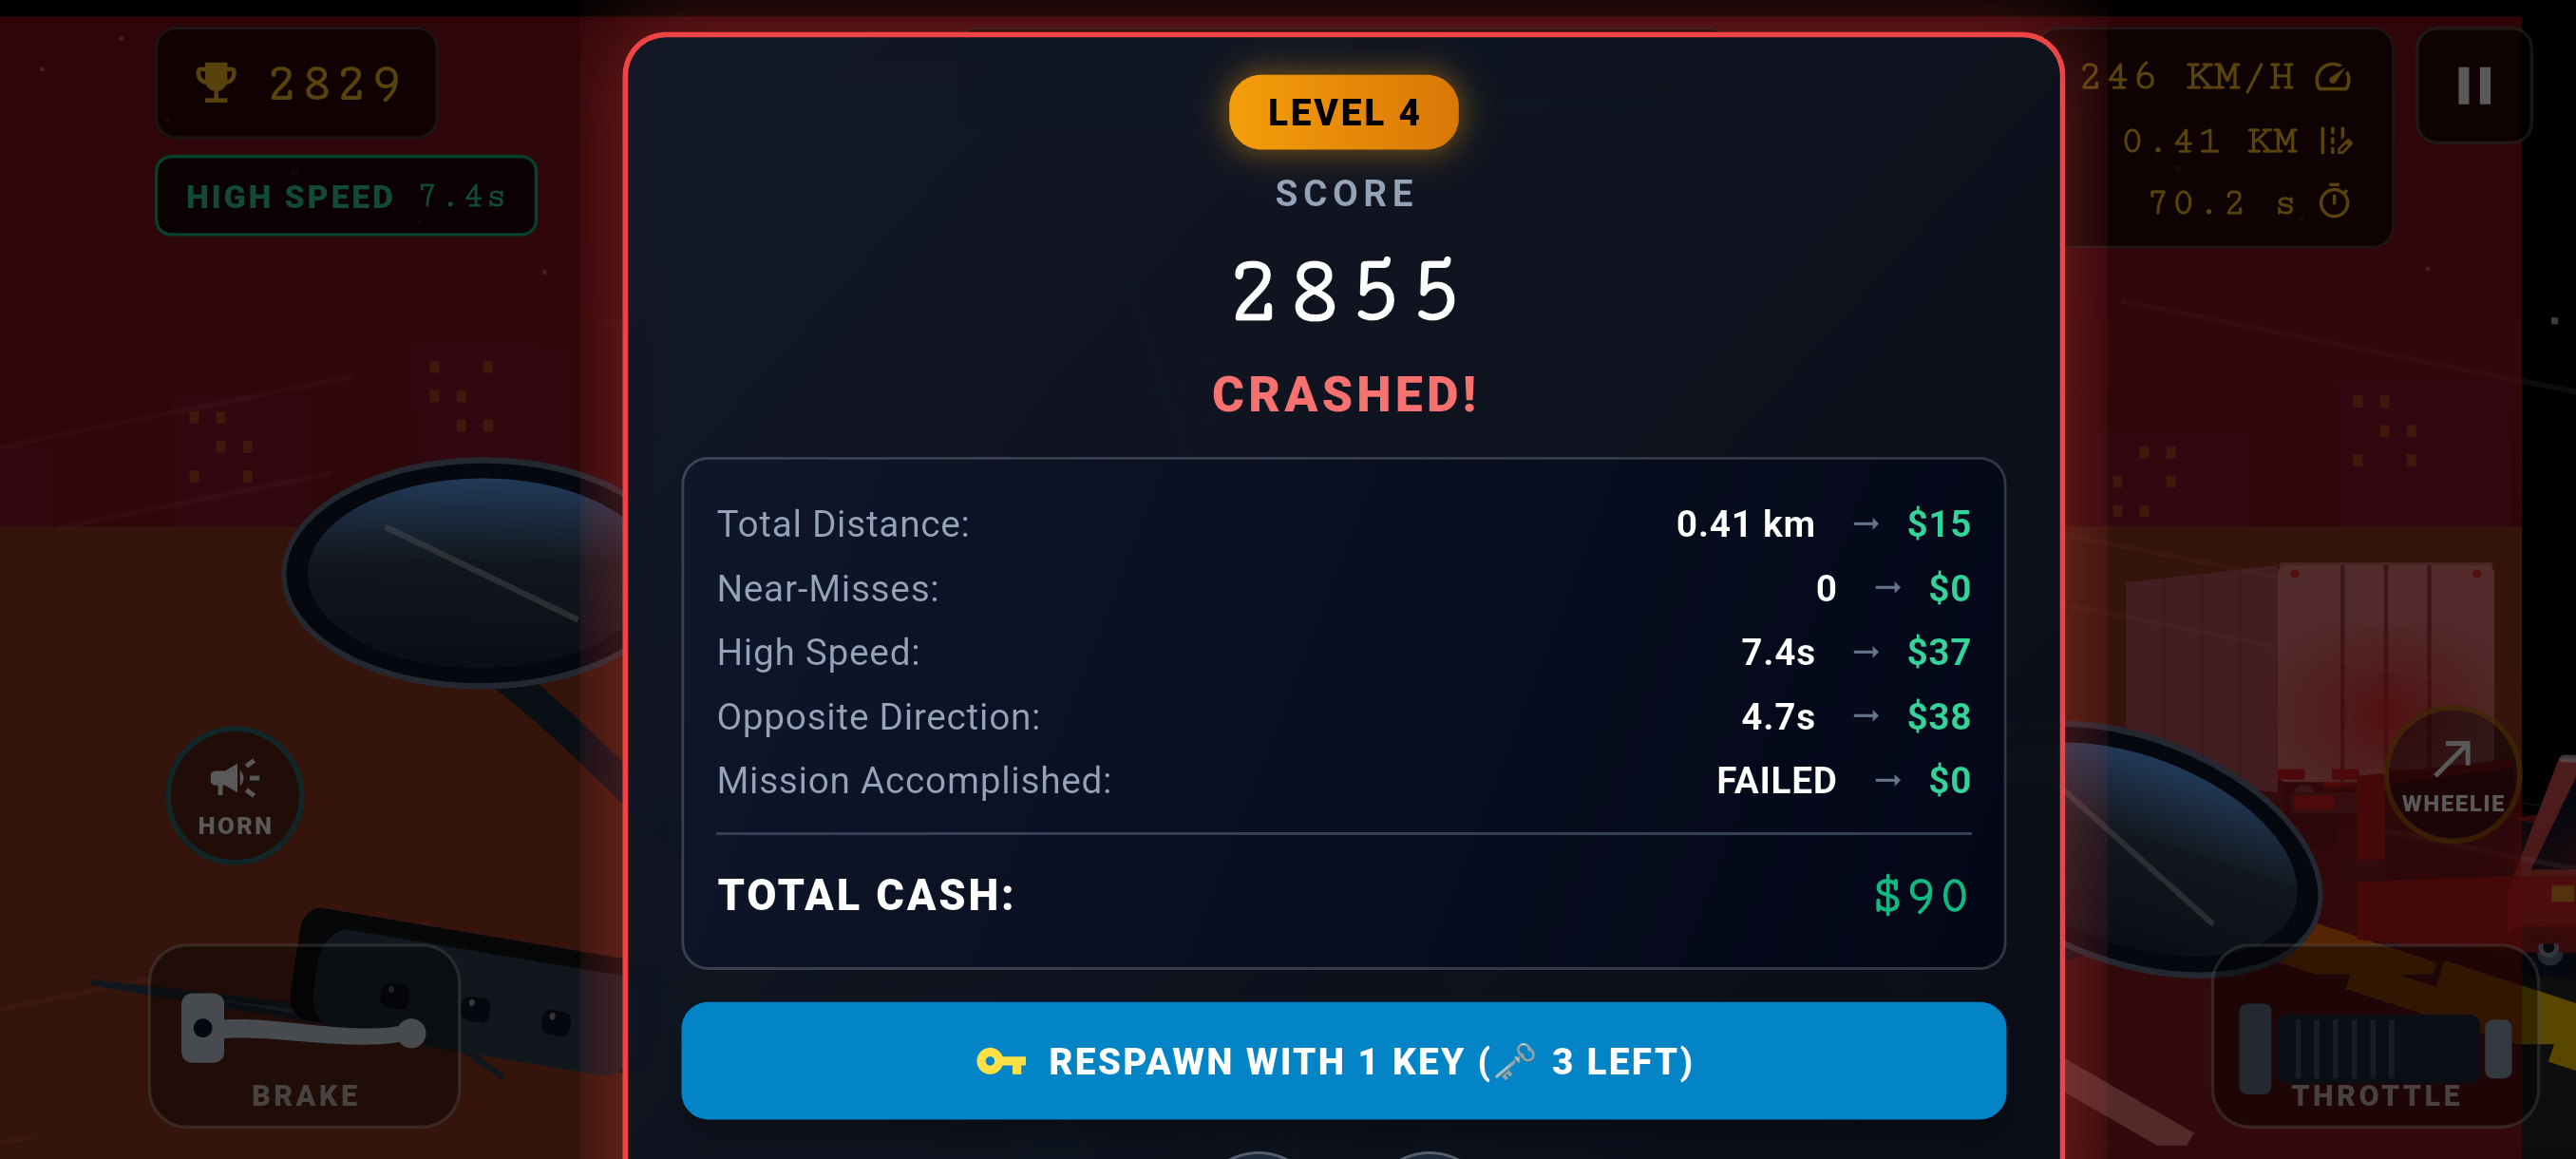 2829
HIGH SPEED 7.4s
246 KM/H
0.41 KM
70.2 s
LEVEL 4
SCORE
2855
CRASHED!
Total Distance: 0.41 km → $15
Near-Misses: 0 → $0
High Speed: 7.4s → $37
Opposite Direction: 4.7s → $38
Mission Accomplished: FAILED → $0
TOTAL CASH: $90
RESPAWN WITH 1 KEY (🗝 3 LEFT)
HORN
BRAKE
WHEELIE
THROTTLE